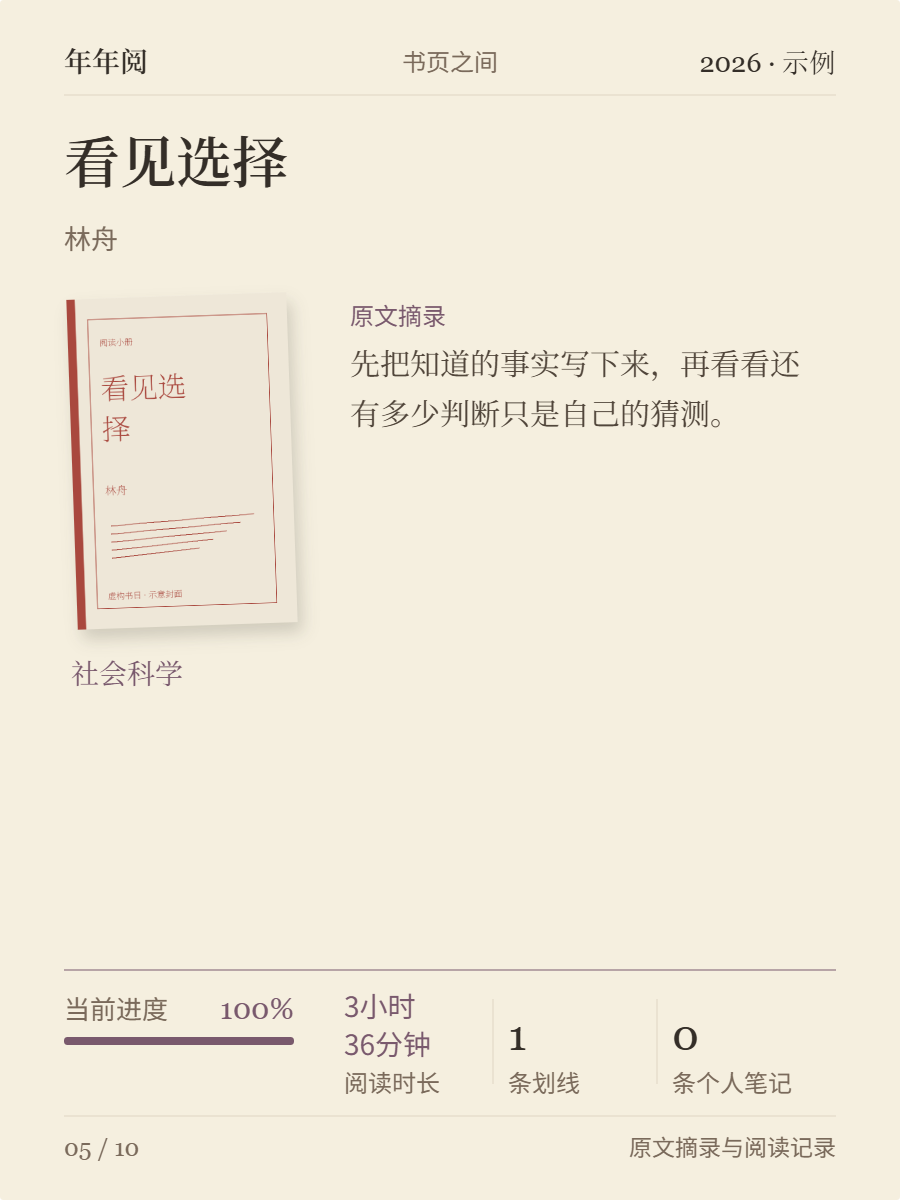 年年阅
书页之间
2026 · 示例
看见选择
林舟
阅读小册
看见选
择
林舟
虚构书目 · 示意封面
社会科学
原文摘录
先把知道的事实写下来，再看看还
有多少判断只是自己的猜测。
当前进度 100%
3小时
36分钟
阅读时长
1
条划线
0
条个人笔记
05 / 10
原文摘录与阅读记录